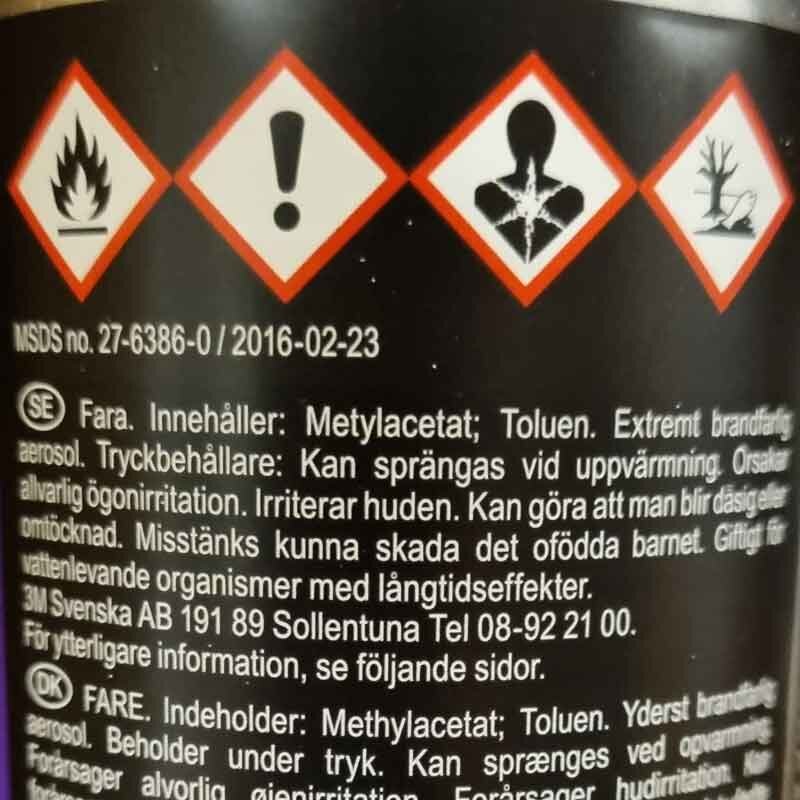 MSDS no. 27-6386-0 / 2016-02-23
SE Fara. Innehåller: Metylacetat; Toluen. Extremt brandfarlig
aerosol. Tryckbehållare: Kan sprängas vid uppvärmning. Orsakar
allvarlig ögonirritation. Irriterar huden. Kan göra att man blir dåsig eller
omtöcknad. Misstänks kunna skada det ofödda barnet. Giftigt för
vattenlevande organismer med långtidseffekter.
3M Svenska AB 191 89 Sollentuna Tel 08-92 21 00.
För ytterligare information, se följande sidor.
DK FARE. Indeholder: Methylacetat; Toluen. Yderst brandfarlig
aerosol. Beholder under tryk. Kan sprænges ved opvarmning.
Forårsager alvorlig øjenirritation. Forårsager hudirritation. Kan